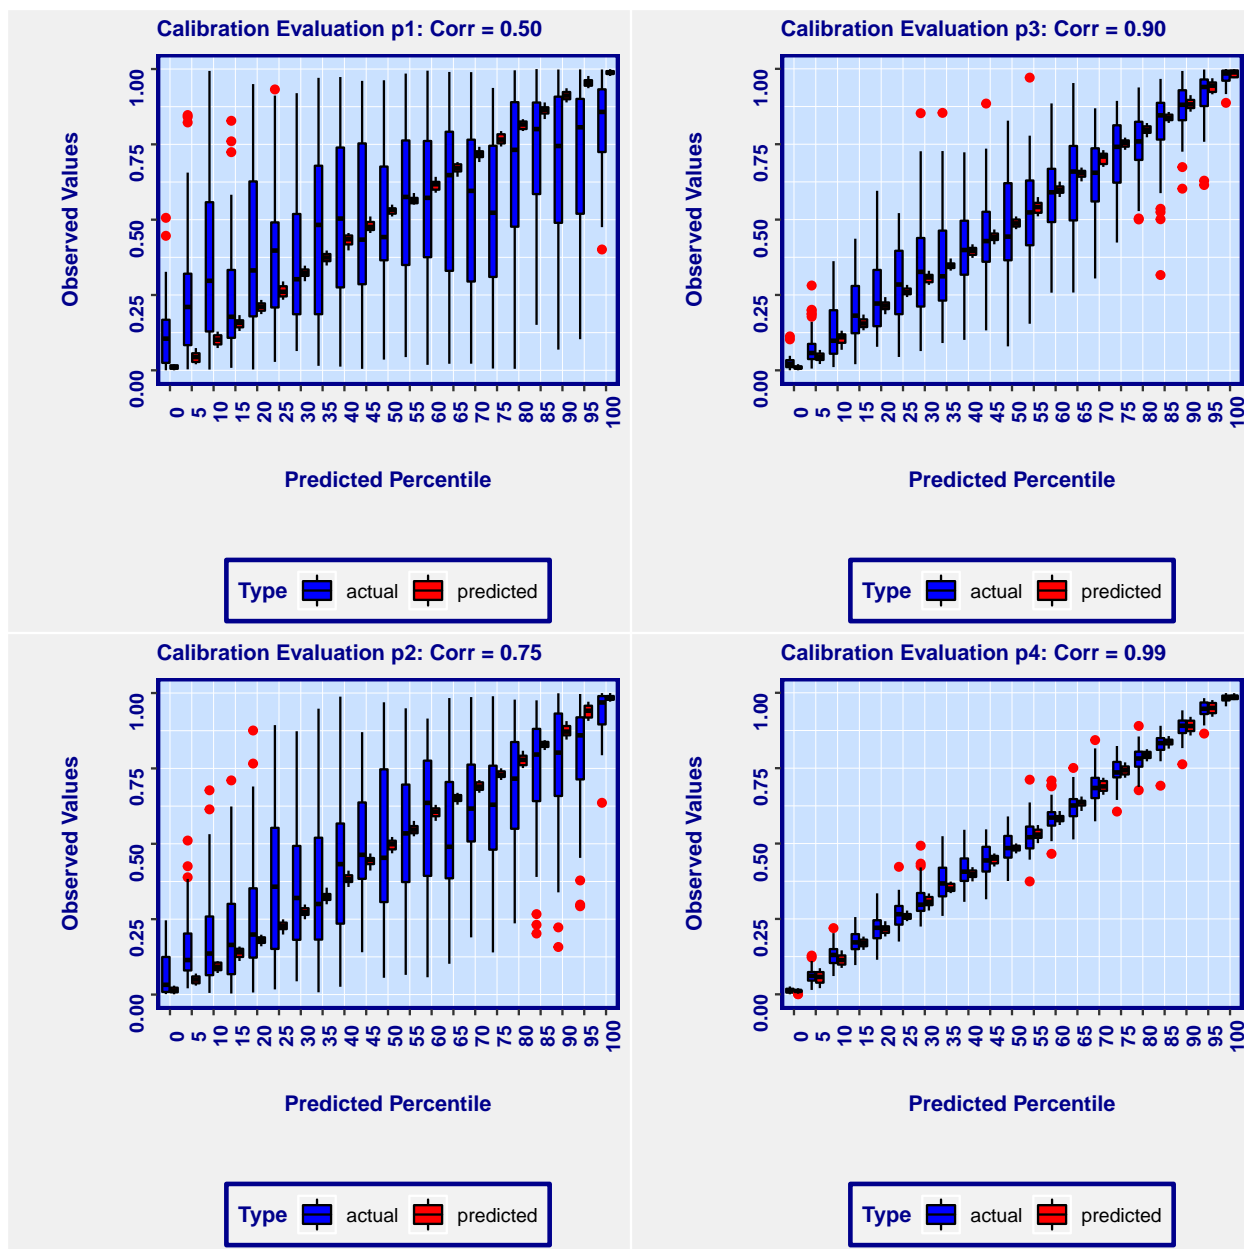 Calibration Evaluation p1: Corr = 0.50
Observed Values
1.00
0.75
0.50
0.25
0.00
0 5 10 15 20 25 30 35 40 45 50 55 60 65 70 75 80 85 90 95 100
Predicted Percentile
Type actual predicted
Calibration Evaluation p3: Corr = 0.90
Observed Values
1.00
0.75
0.50
0.25
0.00
0 5 10 15 20 25 30 35 40 45 50 55 60 65 70 75 80 85 90 95 100
Predicted Percentile
Type actual predicted
Calibration Evaluation p2: Corr = 0.75
Observed Values
1.00
0.75
0.50
0.25
0.00
0 5 10 15 20 25 30 35 40 45 50 55 60 65 70 75 80 85 90 95 100
Predicted Percentile
Type actual predicted
Calibration Evaluation p4: Corr = 0.99
Observed Values
1.00
0.75
0.50
0.25
0.00
0 5 10 15 20 25 30 35 40 45 50 55 60 65 70 75 80 85 90 95 100
Predicted Percentile
Type actual predicted